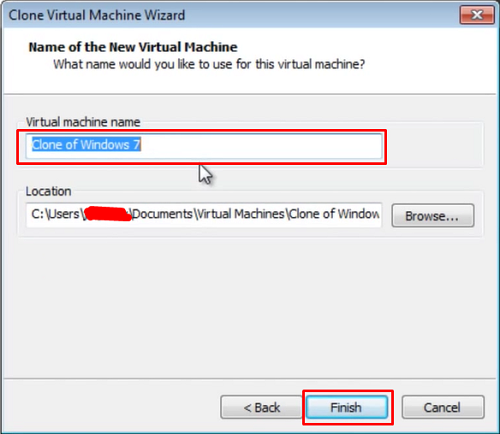 Clone Virtual Machine Wizard
Name of the New Virtual Machine
What name would you like to use for this virtual machine?
Virtual machine name
Clone of Windows 7
Location
C:\Users\ \Documents\Virtual Machines\Clone of Window
Browse...
< Back
Finish
Cancel